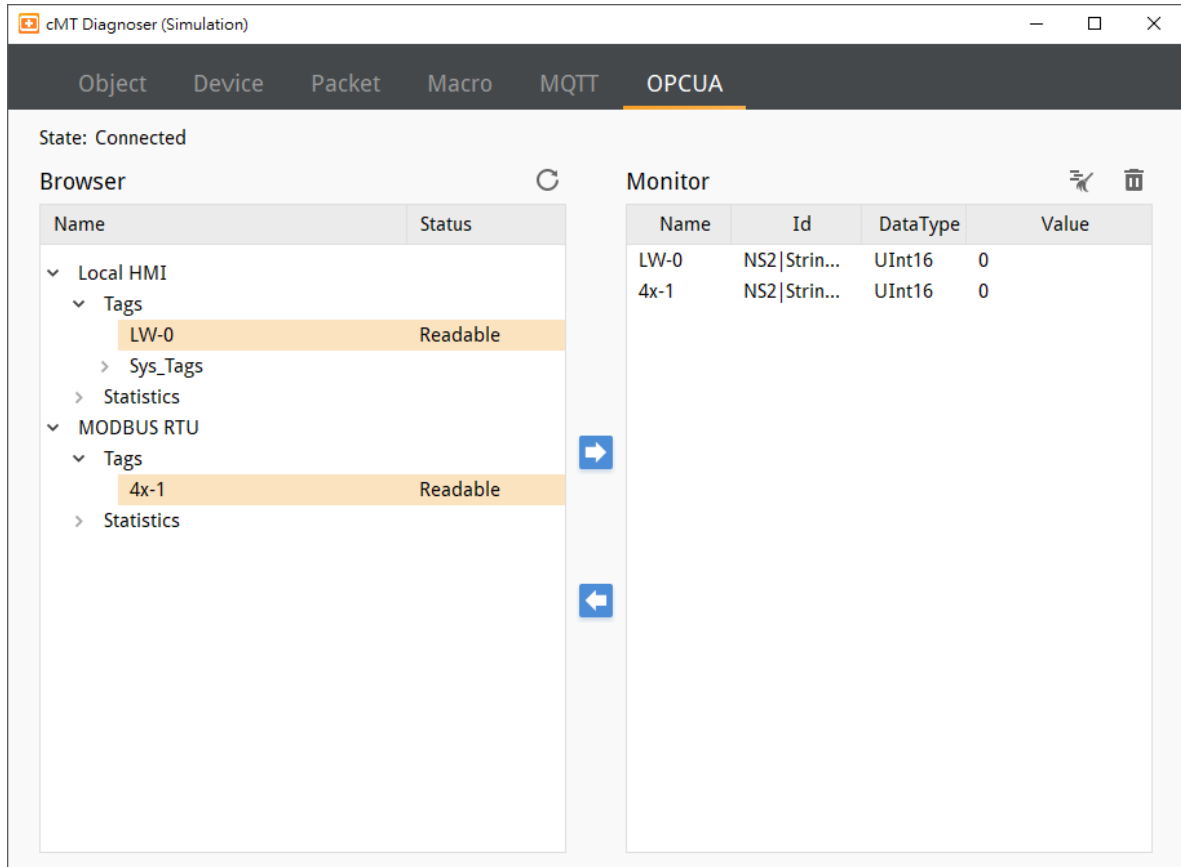 cMT Diagnoser (Simulation)
Object Device Packet Macro MQTT OPCUA
State: Connected
Browser
Name Status
Local HMI
Tags
LW-0 Readable
Sys_Tags
Statistics
MODBUS RTU
Tags
4x-1 Readable
Statistics
Monitor
Name Id DataType Value
LW-0 NS2|Strin... UInt16 0
4x-1 NS2|Strin... UInt16 0